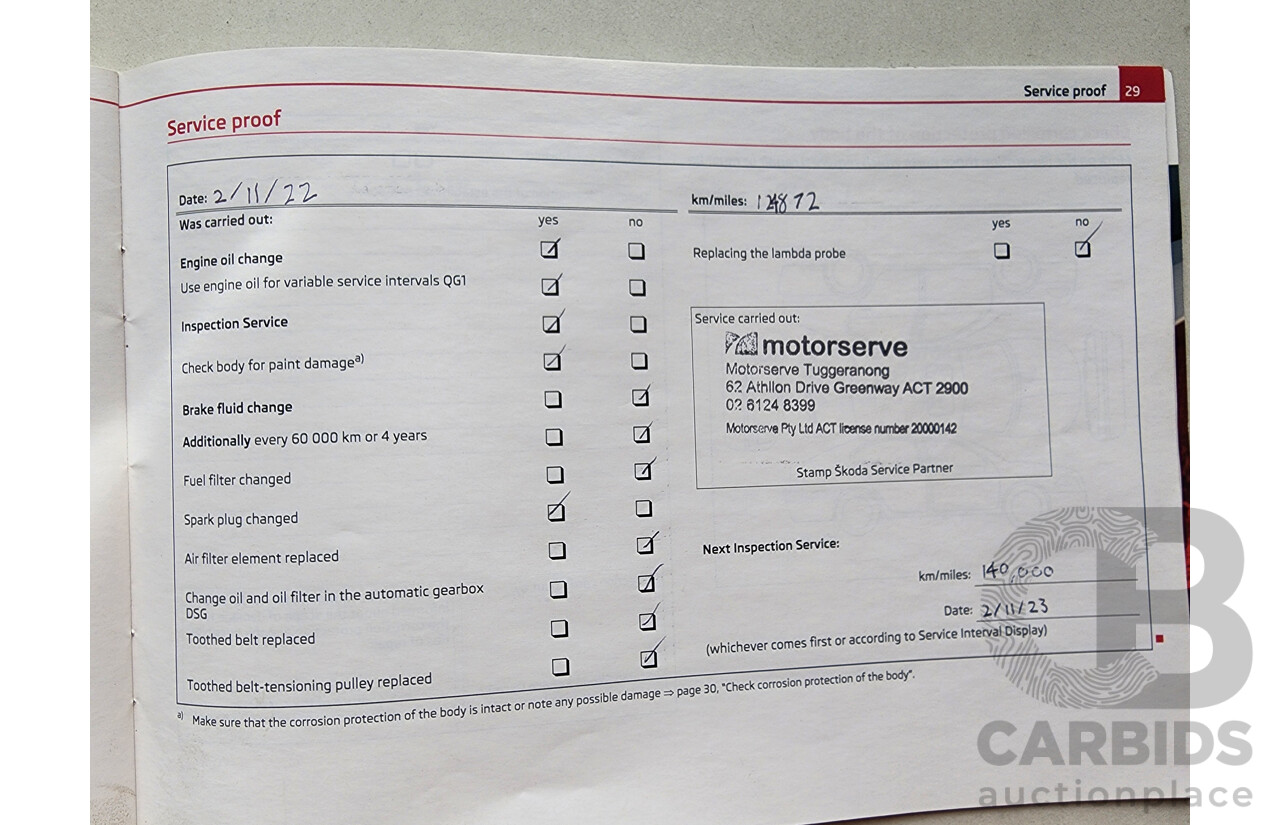 Service proof 29
Service proof
Date: 2/11/22
km/miles:
Was carried out: yes no
yes no
Engine oil change
Replacing the lambda probe
Use engine oil for variable service intervals QG1
Inspection Service
Check body for paint damage a)
Brake fluid change
Additionally every 60 000 km or 4 years
Fuel filter changed
Spark plug changed
Air filter element replaced
Change oil and oil filter in the automatic gearbox
DSG
Toothed belt replaced
Toothed belt-tensioning pulley replaced
Service carried out:
motorserve
Motorserve Tuggeranong
62 Athllon Drive Greenway ACT 2900
02 6124 8399
Motorserve Pty Ltd ACT license number 20000142
Stamp Škoda Service Partner
Next Inspection Service:
km/miles: 140,000
Date: 2/11/23
(whichever comes first or according to Service Interval Display)
a) Make sure that the corrosion protection of the body is intact or note any possible damage ⇒ page 30, "Check corrosion protection of the body".
CARBIDS
auctionplace